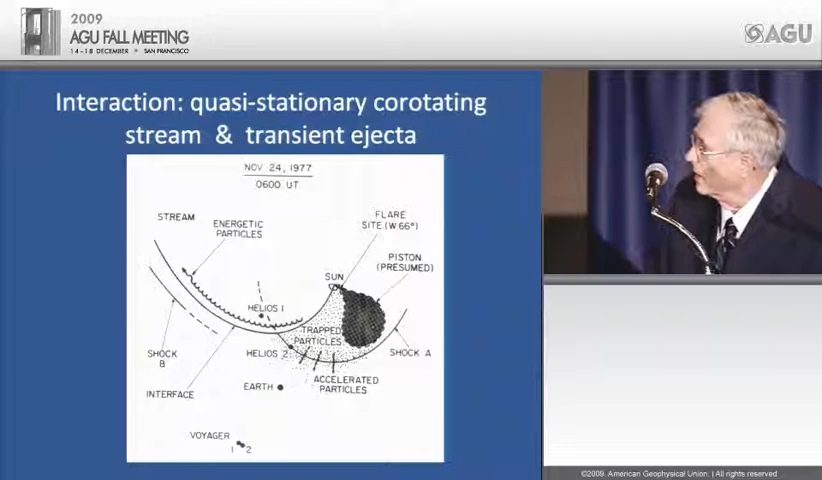 2009
AGU FALL MEETING
14-18 DECEMBER • SAN FRANCISCO
AGU
Interaction: quasi-stationary corotating
stream & transient ejecta
NOV 24, 1977
0600 UT
STREAM
ENERGETIC
PARTICLES
FLARE
SITE (W 66°)
PISTON
(PRESUMED)
SUN
HELIOS 1
TRAPPED
PARTICLES
HELIOS 2
SHOCK A
SHOCK
B
INTERFACE
EARTH
ACCELERATED
PARTICLES
VOYAGER
1 2
©2009. American Geophysical Union. | All rights reserved